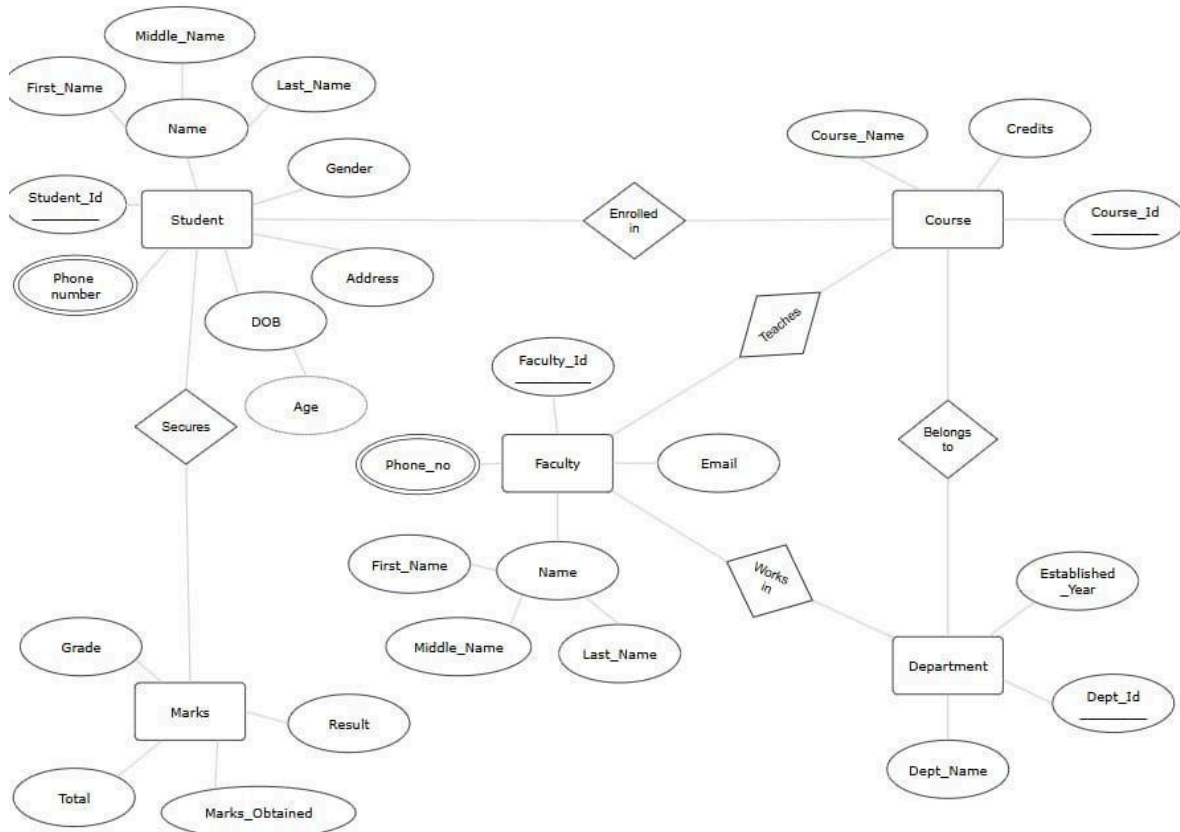 Middle_Name
First_Name
Last_Name
Name
Course_Name
Credits
Gender
Student_Id
Student
Enrolled
in
Course
Course_Id
Phone
number
Address
DOB
Teaches
Faculty_Id
Age
Secures
Belongs
to
Phone_no
Faculty
Email
First_Name
Name
Works
in
Established
_Year
Middle_Name
Last_Name
Grade
Department
Dept_Id
Marks
Result
Dept_Name
Total
Marks_Obtained